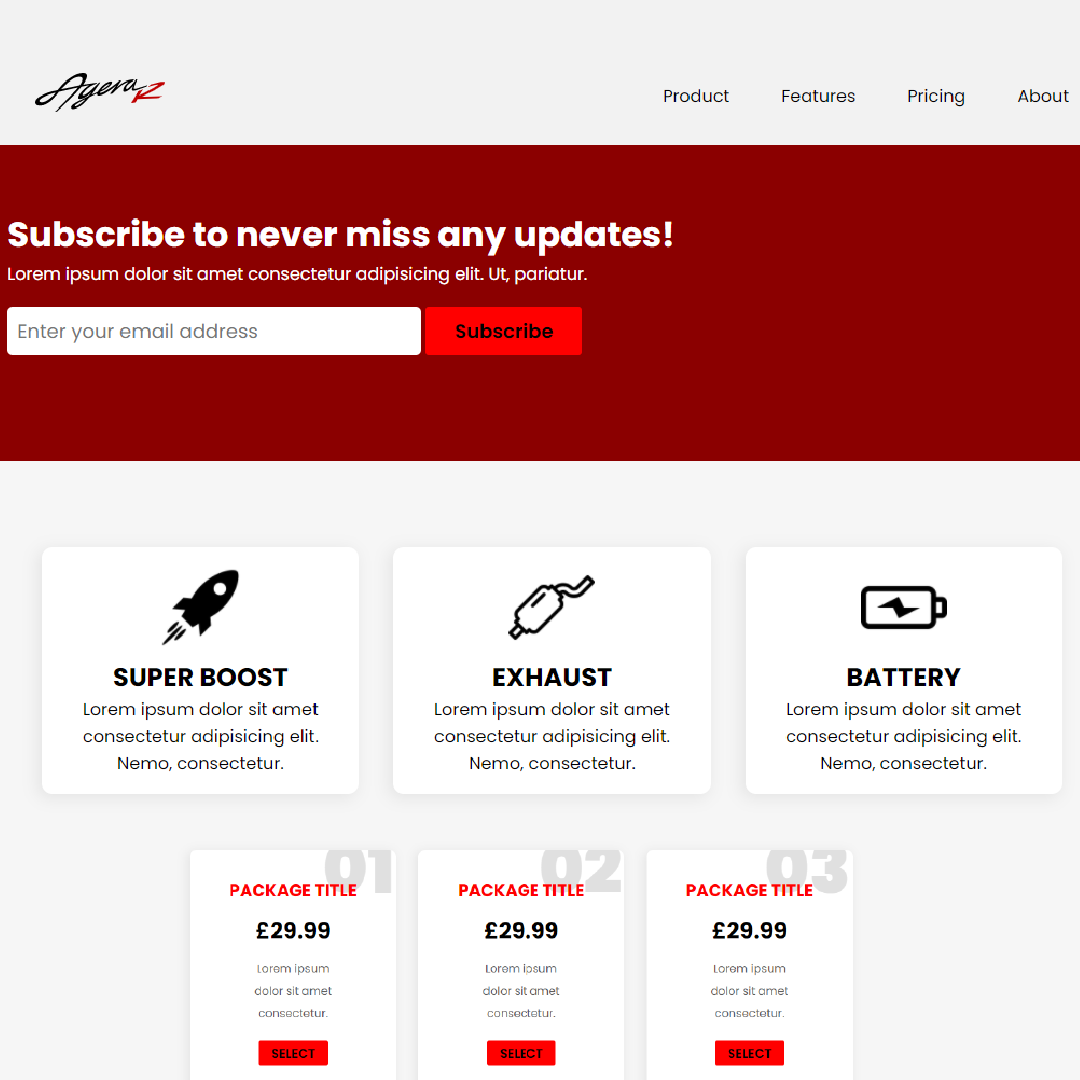 Agera R
Product Features Pricing About
Subscribe to never miss any updates!
Lorem ipsum dolor sit amet consectetur adipisicing elit. Ut, pariatur.
Enter your email address Subscribe
SUPER BOOST
Lorem ipsum dolor sit amet
consectetur adipisicing elit.
Nemo, consectetur.
EXHAUST
Lorem ipsum dolor sit amet
consectetur adipisicing elit.
Nemo, consectetur.
BATTERY
Lorem ipsum dolor sit amet
consectetur adipisicing elit.
Nemo, consectetur.
01
PACKAGE TITLE
£29.99
Lorem ipsum
dolor sit amet
consectetur.
SELECT
02
PACKAGE TITLE
£29.99
Lorem ipsum
dolor sit amet
consectetur.
SELECT
03
PACKAGE TITLE
£29.99
Lorem ipsum
dolor sit amet
consectetur.
SELECT